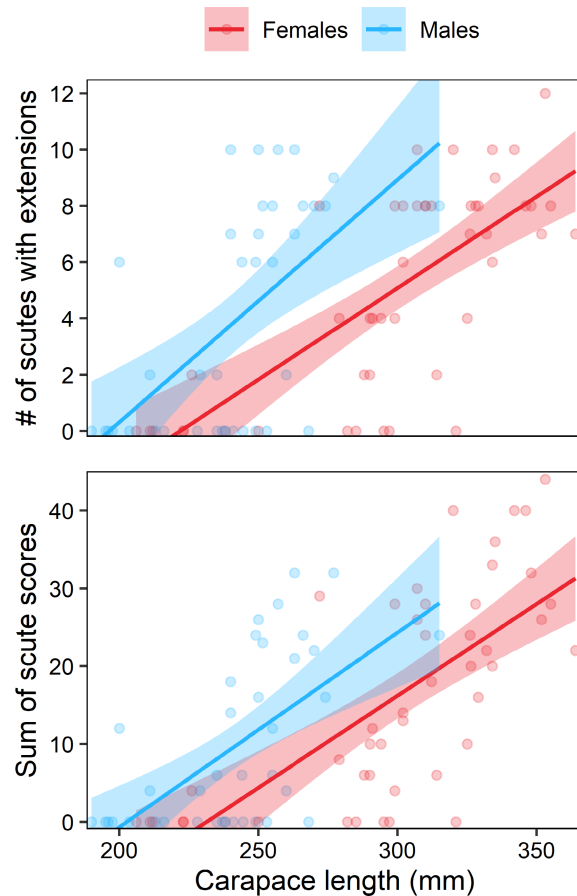 Females Males
# of scutes with extensions
12
10
8
6
4
2
0
Sum of scute scores
40
30
20
10
0
200 250 300 350
Carapace length (mm)